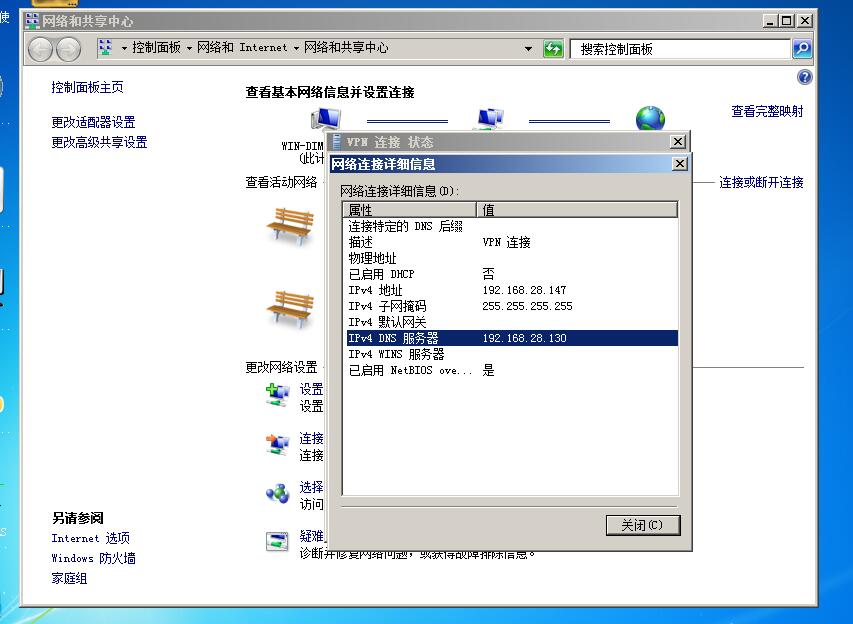 使
网络和共享中心
控制面板 网络和 Internet 网络和共享中心
搜索控制面板
控制面板主页
更改适配器设置
更改高级共享设置
查看基本网络信息并设置连接
查看完整映射
WIN-DIM
(此计
查看活动网络
连接或断开连接
VPN 连接 状态
网络连接详细信息
网络连接详细信息(D):
属性 值
连接特定的 DNS 后缀
描述 VPN 连接
物理地址
已启用 DHCP 否
IPv4 地址 192.168.28.147
IPv4 子网掩码 255.255.255.255
IPv4 默认网关
IPv4 DNS 服务器 192.168.28.130
IPv4 WINS 服务器
已启用 NetBIOS ove... 是
关闭(C)
更改网络设置
设置
设置
连接
连接
选择
访问
疑难
诊断并修复网络问题，或获得故障排除信息。
另请参阅
Internet 选项
Windows 防火墙
家庭组